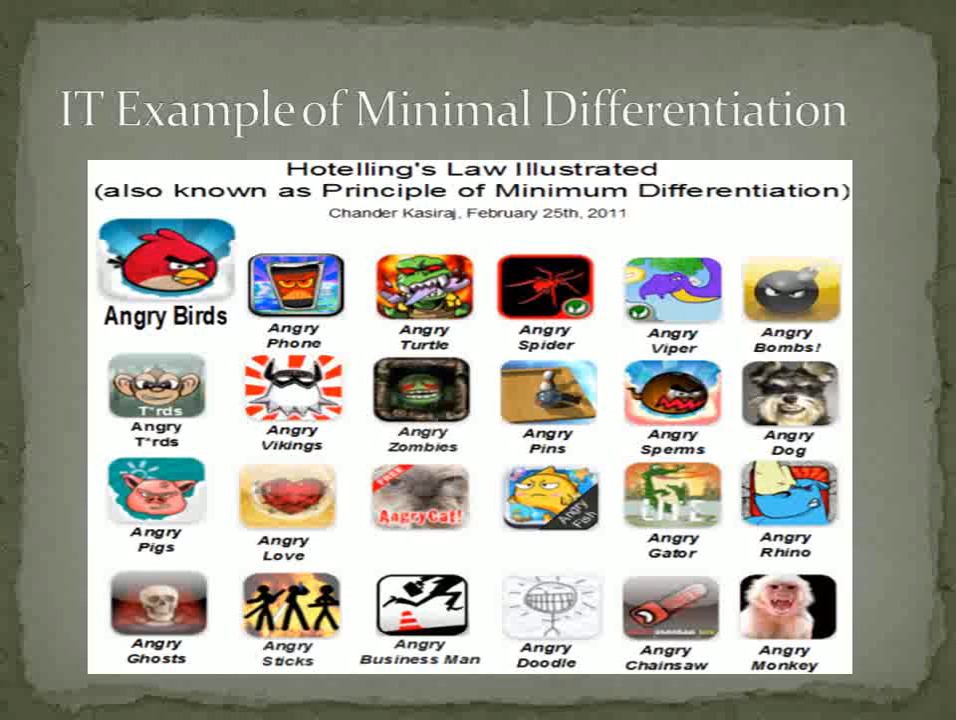 IT Example of Minimal Differentiation
Hotelling's Law Illustrated
(also known as Principle of Minimum Differentiation)
Chander Kasiraj, February 25th, 2011
Angry Birds
Angry
Phone
Angry
Turtle
Angry
Spider
Angry
Viper
Angry
Bombs!
T*rds
Angry
T*rds
Angry
Vikings
Angry
Zombies
Angry
Pins
Angry
Sperms
Angry
Dog
Angry
Pigs
Angry
Love
FREE
AngryCat!
Angry
Fish
LITE
Angry
Gator
Angry
Rhino
Angry
Ghosts
Angry
Sticks
Angry
Business Man
Angry
Doodle
Angry
Chainsaw
Angry
Monkey